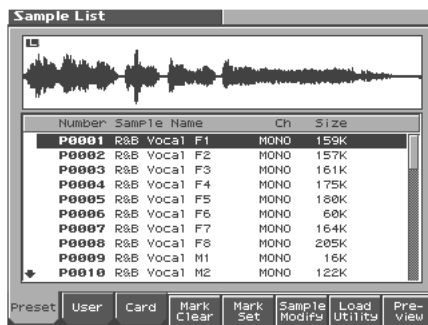 Sample List
L
Number Sample Name Ch Size
P0001 R&B Vocal F1 MONO 159K
P0002 R&B Vocal F2 MONO 157K
P0003 R&B Vocal F3 MONO 161K
P0004 R&B Vocal F4 MONO 175K
P0005 R&B Vocal F5 MONO 180K
P0006 R&B Vocal F6 MONO 60K
P0007 R&B Vocal F7 MONO 164K
P0008 R&B Vocal F8 MONO 205K
P0009 R&B Vocal M1 MONO 16K
P0010 R&B Vocal M2 MONO 122K
Preset User Card Mark Clear Mark Set Sample Modify Load Utility Pre-view